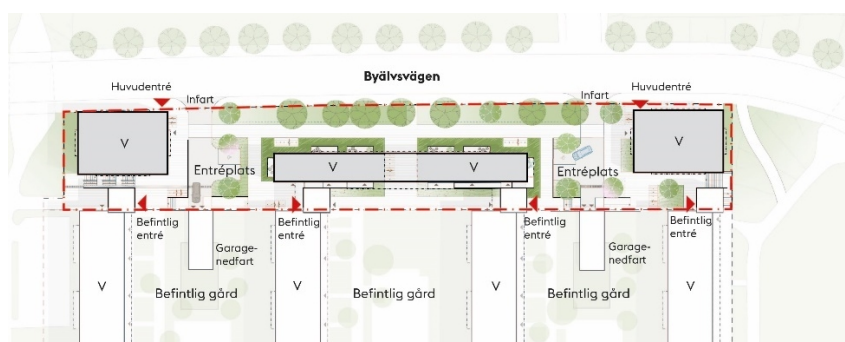 Byälvsvägen
Huvudentré
Infart
Infart
Huvudentré
V
V
V
V
Entréplats
Entréplats
Befintlig
entré
Befintlig
entré
Befintlig
entré
Befintlig
entré
Garage-
nedfart
Garage-
nedfart
V
V
V
V
Befintlig gård
Befintlig gård
Befintlig gård